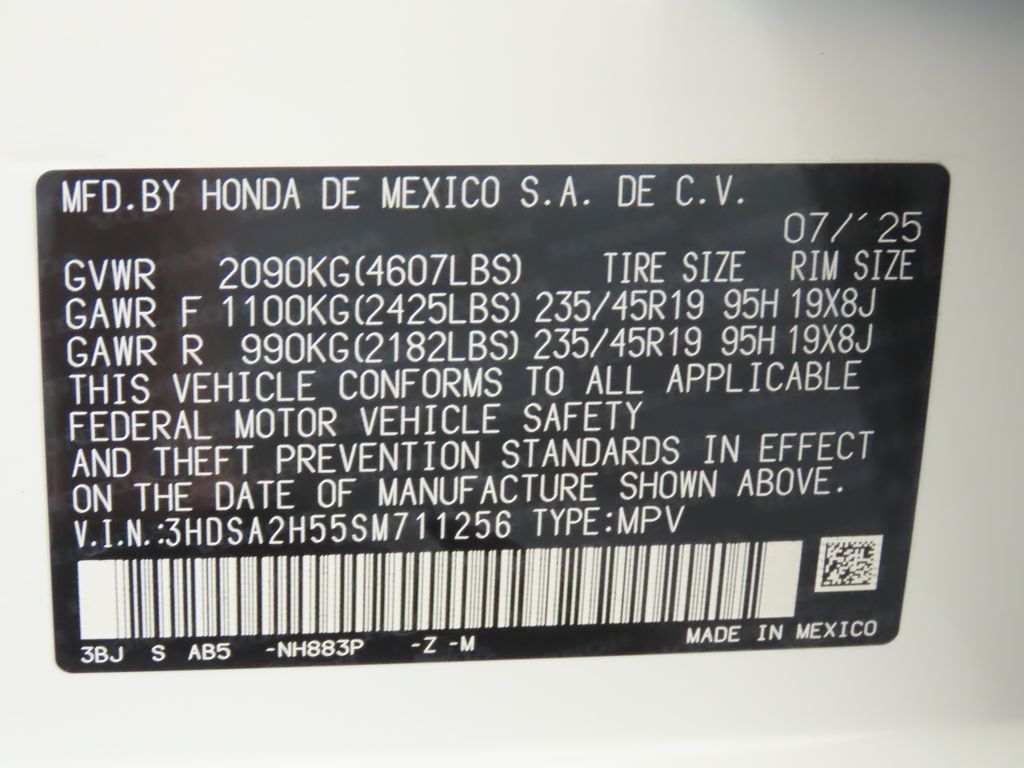 MFD.BY HONDA DE MEXICO S.A. DE C.V.
07/´25
GVWR 2090KG(4607LBS) TIRE SIZE RIM SIZE
GAWR F 1100KG(2425LBS) 235/45R19 95H 19X8J
GAWR R 990KG(2182LBS) 235/45R19 95H 19X8J
THIS VEHICLE CONFORMS TO ALL APPLICABLE
FEDERAL MOTOR VEHICLE SAFETY
AND THEFT PREVENTION STANDARDS IN EFFECT
ON THE DATE OF MANUFACTURE SHOWN ABOVE.
V.I.N.:3HDSA2H55SM711256 TYPE:MPV
3BJ S AB5 -NH883P -Z -M MADE IN MEXICO